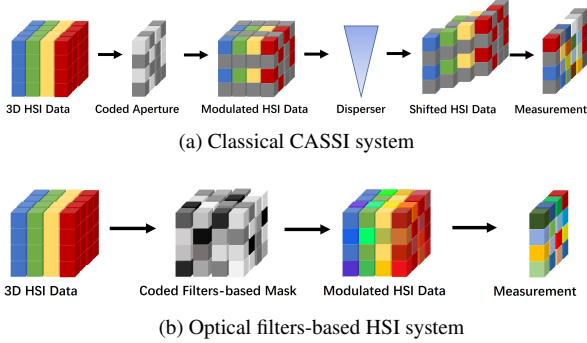 3D HSI Data Coded Aperture Modulated HSI Data Disperser Shifted HSI Data Measurement
(a) Classical CASSI system
3D HSI Data Coded Filters-based Mask Modulated HSI Data Measurement
(b) Optical filters-based HSI system